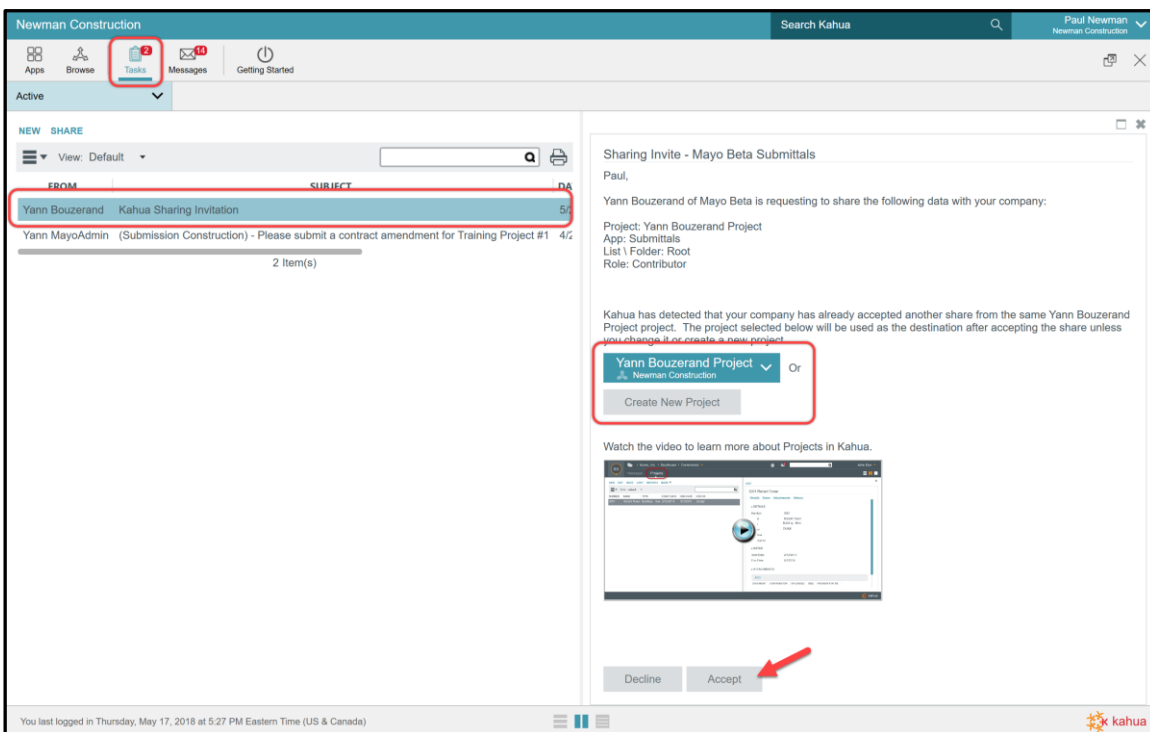 Newman Construction
Search Kahua
Paul Newman
Newman Construction
Apps
Browse
2
Tasks
14
Messages
Getting Started
Active
NEW SHARE
View: Default
FROM SUBJECT DA
Yann Bouzerand Kahua Sharing Invitation 5/2
Yann MayoAdmin (Submission Construction) - Please submit a contract amendment for Training Project #1 4/2
2 Item(s)
Sharing Invite - Mayo Beta Submittals
Paul,
Yann Bouzerand of Mayo Beta is requesting to share the following data with your company:
Project: Yann Bouzerand Project
App: Submittals
List \ Folder: Root
Role: Contributor
Kahua has detected that your company has already accepted another share from the same Yann Bouzerand
Project project. The project selected below will be used as the destination after accepting the share unless
you change it or create a new project.
Yann Bouzerand Project
Newman Construction
Or
Create New Project
Watch the video to learn more about Projects in Kahua.
Decline
Accept
You last logged in Thursday, May 17, 2018 at 5:27 PM Eastern Time (US & Canada)
kahua